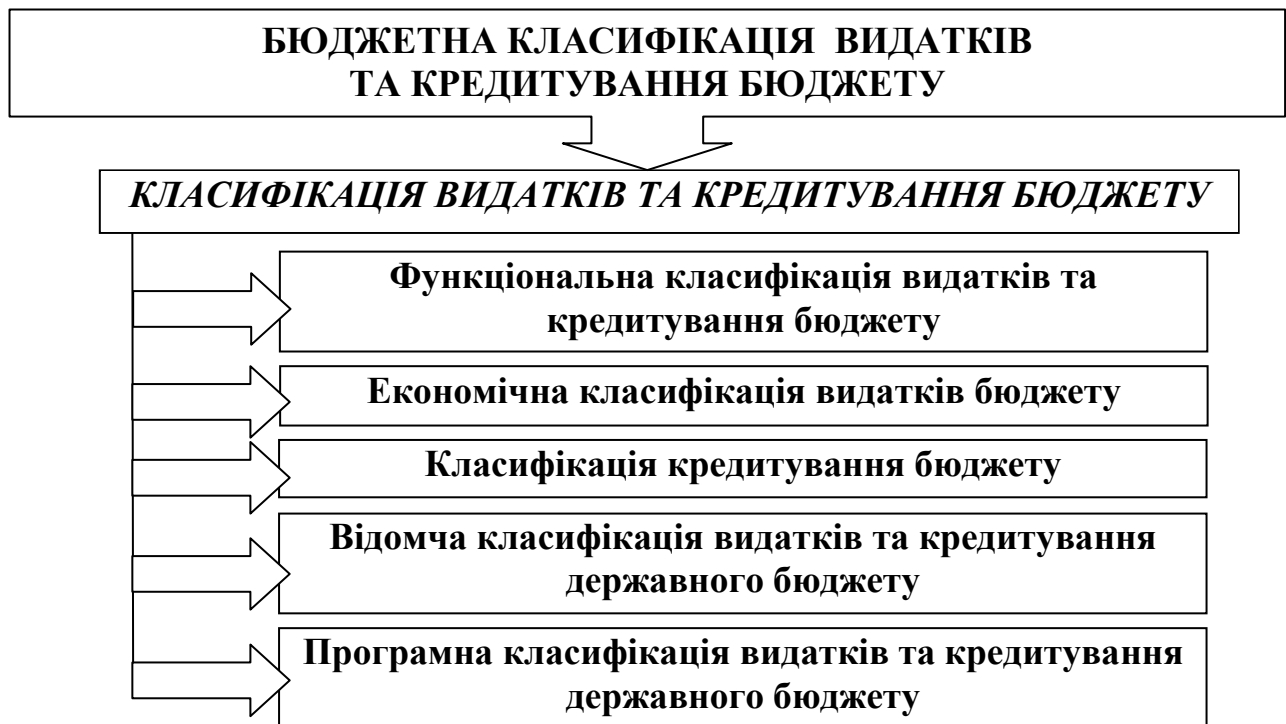 БЮДЖЕТНА КЛАСИФІКАЦІЯ ВИДАТКІВ
ТА КРЕДИТУВАННЯ БЮДЖЕТУ
КЛАСИФІКАЦІЯ ВИДАТКІВ ТА КРЕДИТУВАННЯ БЮДЖЕТУ
Функціональна класифікація видатків та
кредитування бюджету
Економічна класифікація видатків бюджету
Класифікація кредитування бюджету
Відомча класифікація видатків та кредитування
державного бюджету
Програмна класифікація видатків та кредитування
державного бюджету